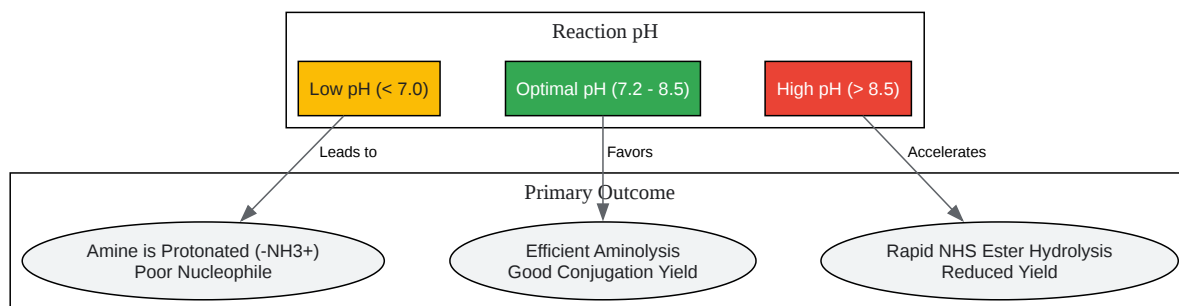 Reaction pH
Low pH (< 7.0)
Optimal pH (7.2 - 8.5)
High pH (> 8.5)
Leads to
Favors
Accelerates
Primary Outcome
Amine is Protonated (-NH3+)
Poor Nucleophile
Efficient Aminolysis
Good Conjugation Yield
Rapid NHS Ester Hydrolysis
Reduced Yield